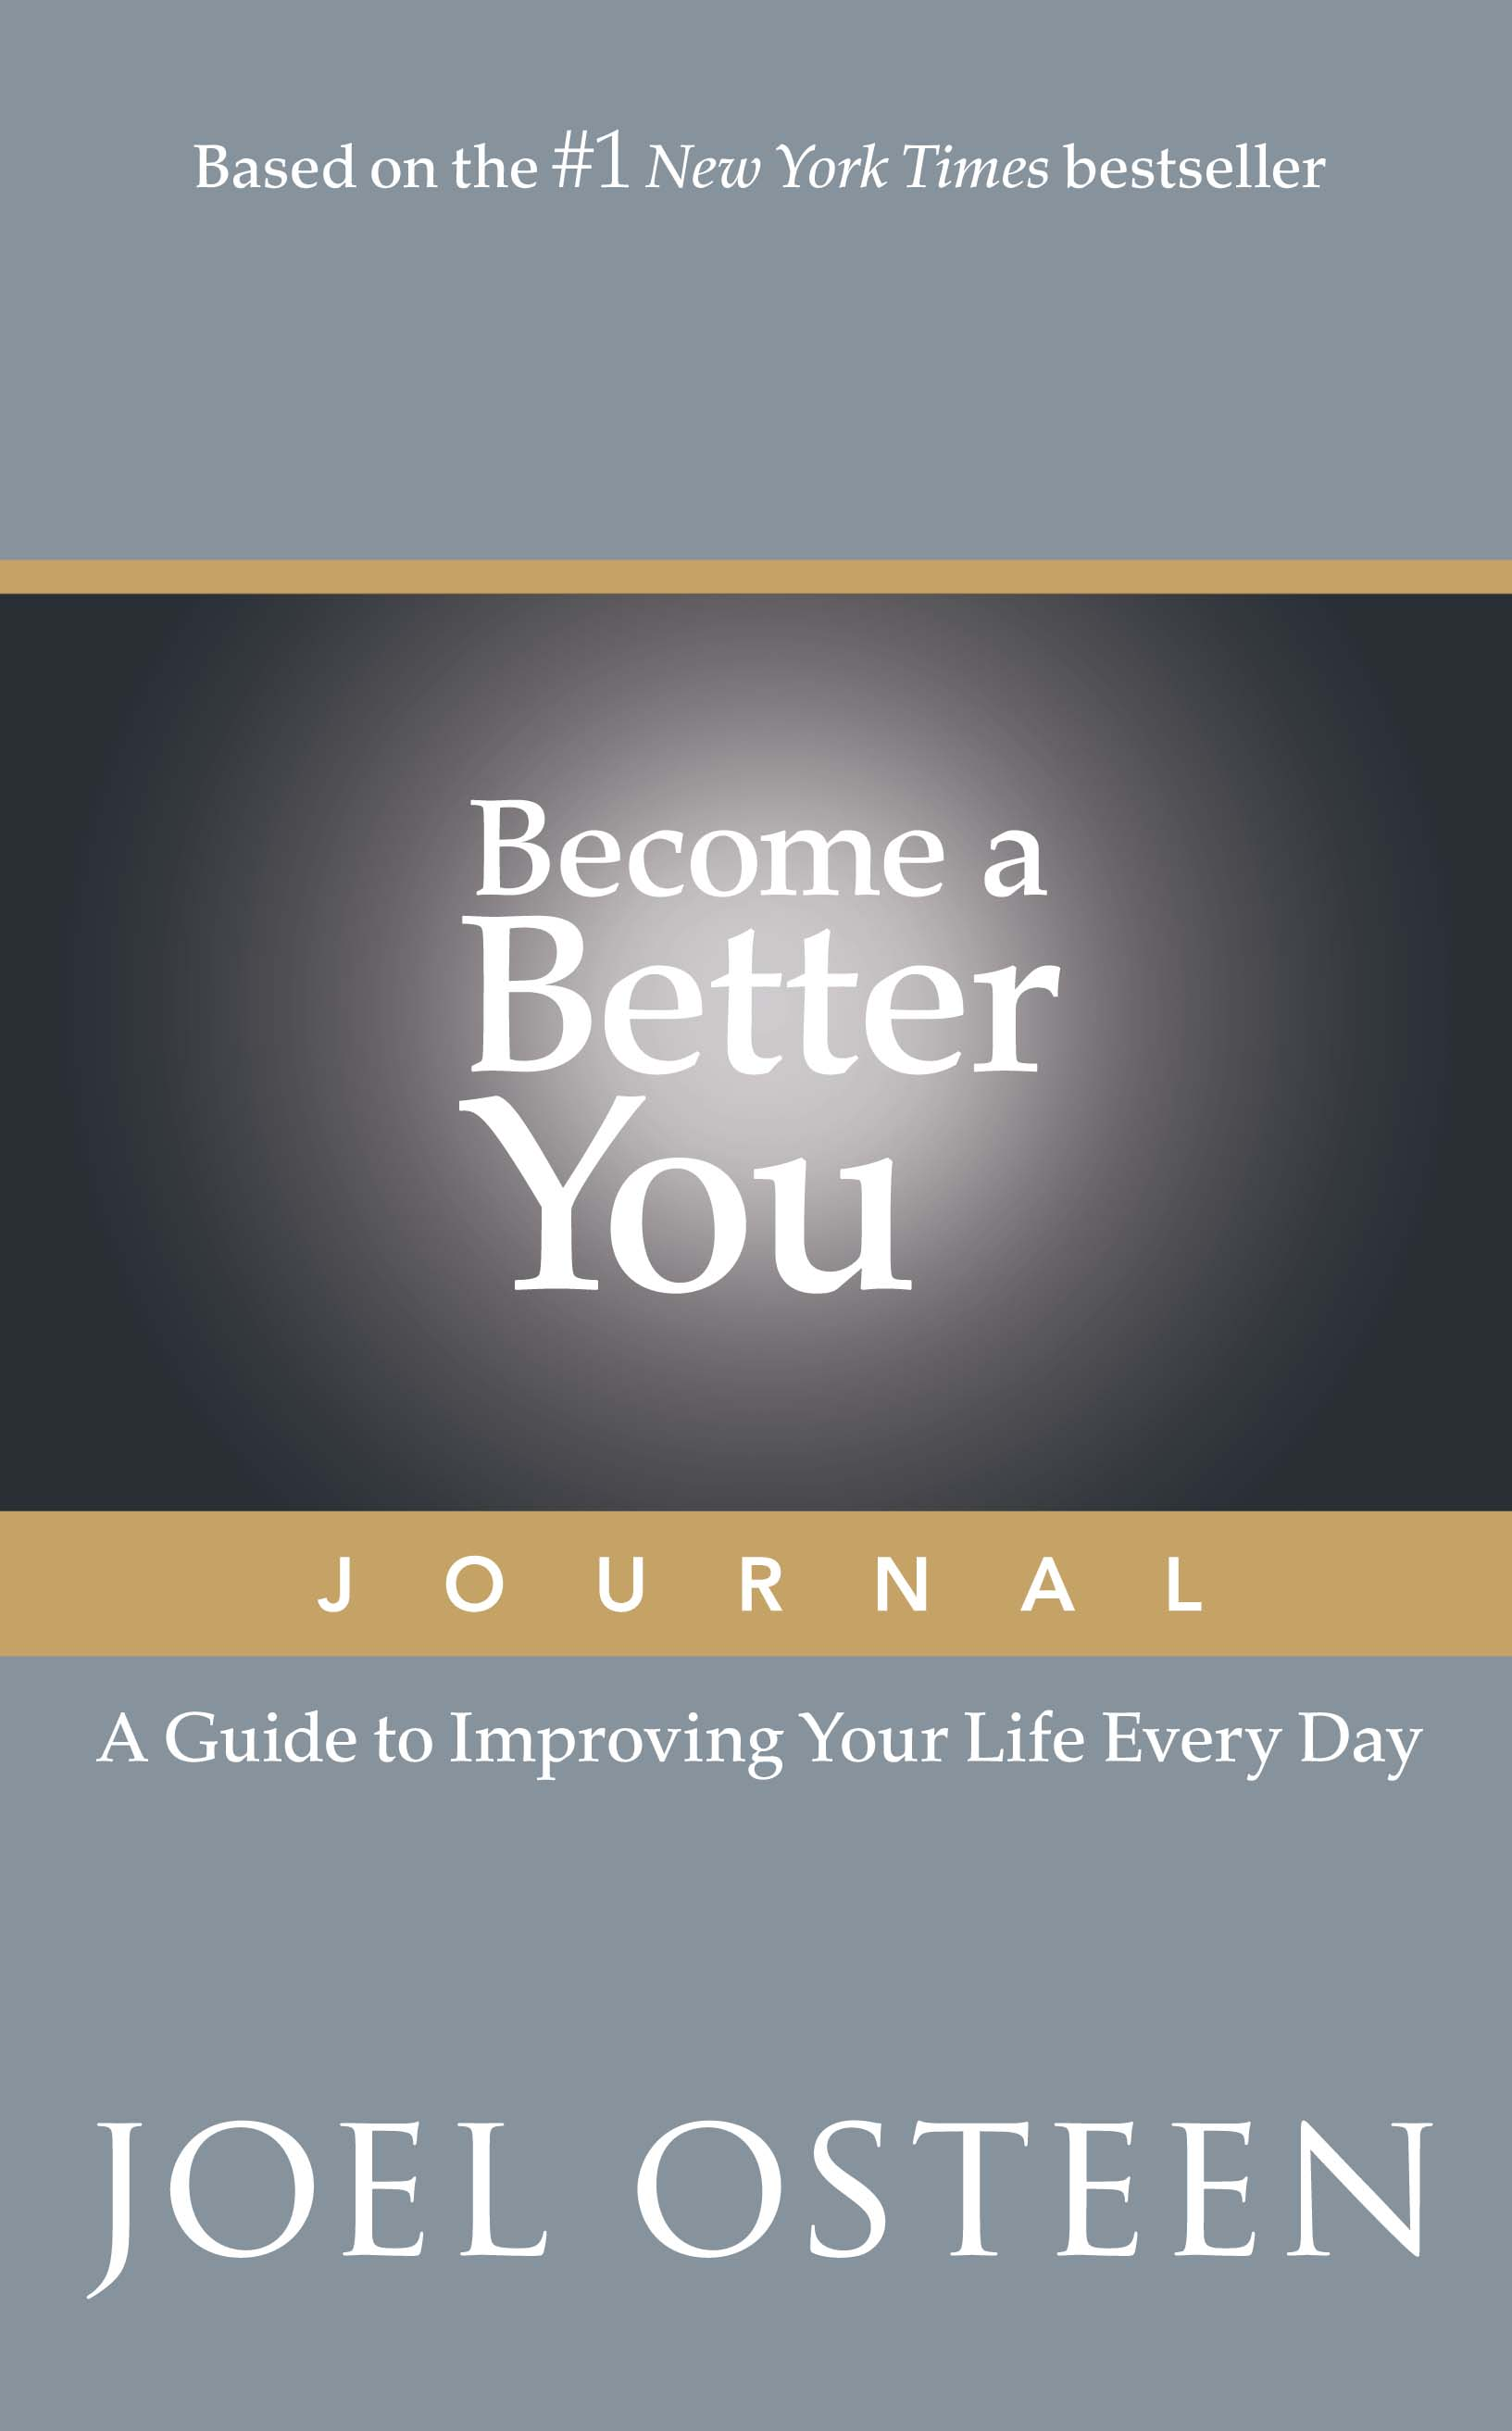 Based on the #1 New York Times bestseller
Become a
Better
You
JOURNAL
A Guide to Improving Your Life Every Day
JOEL OSTEEN